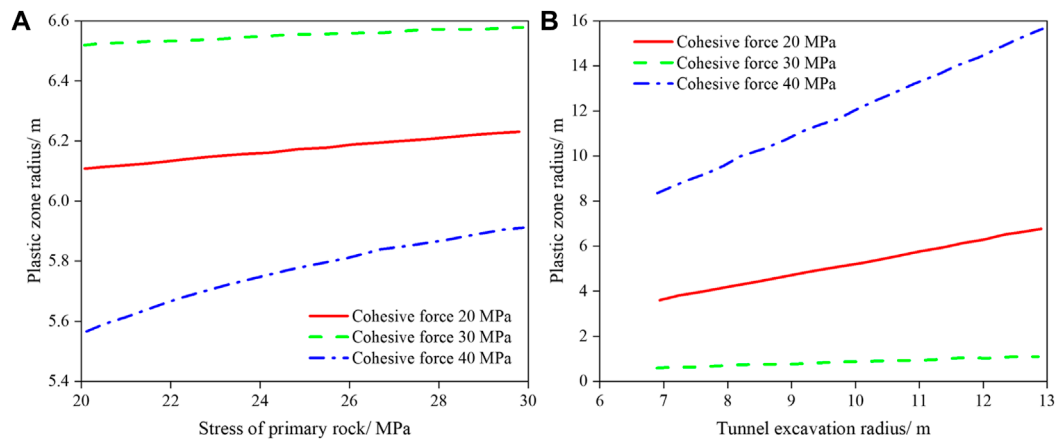 A
6.6
6.4
6.2
6.0
5.8
5.6
5.4
Plastic zone radius/ m
Cohesive force 20 MPa
Cohesive force 30 MPa
Cohesive force 40 MPa
20 22 24 26 28 30
Stress of primary rock/ MPa
B
16
14
12
10
8
6
4
2
0
Plastic zone radius/ m
Cohesive force 20 MPa
Cohesive force 30 MPa
Cohesive force 40 MPa
6 7 8 9 10 11 12 13
Tunnel excavation radius/ m